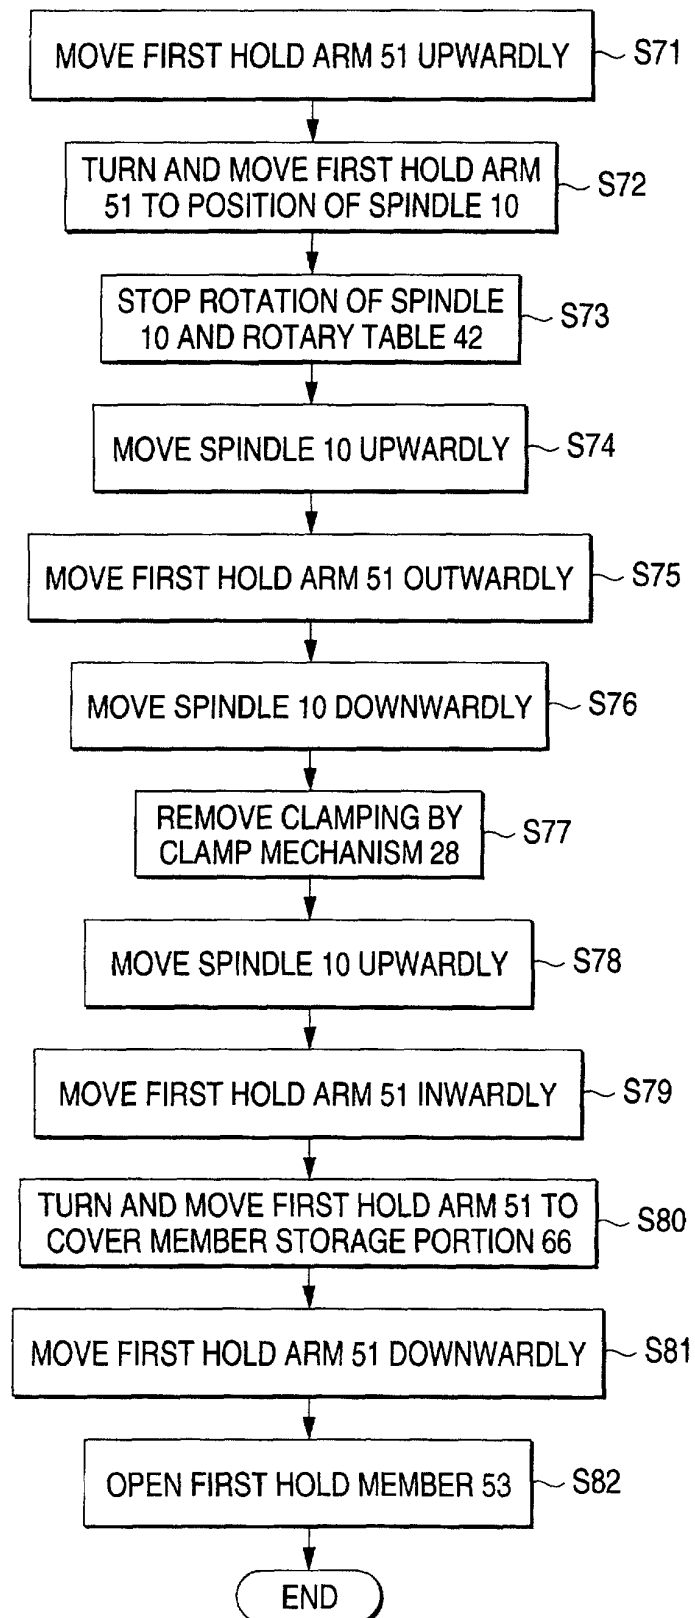 MOVE FIRST HOLD ARM 51 UPWARDLY
S71
TURN AND MOVE FIRST HOLD ARM
51 TO POSITION OF SPINDLE 10
S72
STOP ROTATION OF SPINDLE
10 AND ROTARY TABLE 42
S73
MOVE SPINDLE 10 UPWARDLY
S74
MOVE FIRST HOLD ARM 51 OUTWARDLY
S75
MOVE SPINDLE 10 DOWNWARDLY
S76
REMOVE CLAMPING BY
CLAMP MECHANISM 28
S77
MOVE SPINDLE 10 UPWARDLY
S78
MOVE FIRST HOLD ARM 51 INWARDLY
S79
TURN AND MOVE FIRST HOLD ARM 51 TO
COVER MEMBER STORAGE PORTION 66
S80
MOVE FIRST HOLD ARM 51 DOWNWARDLY
S81
OPEN FIRST HOLD MEMBER 53
S82
END